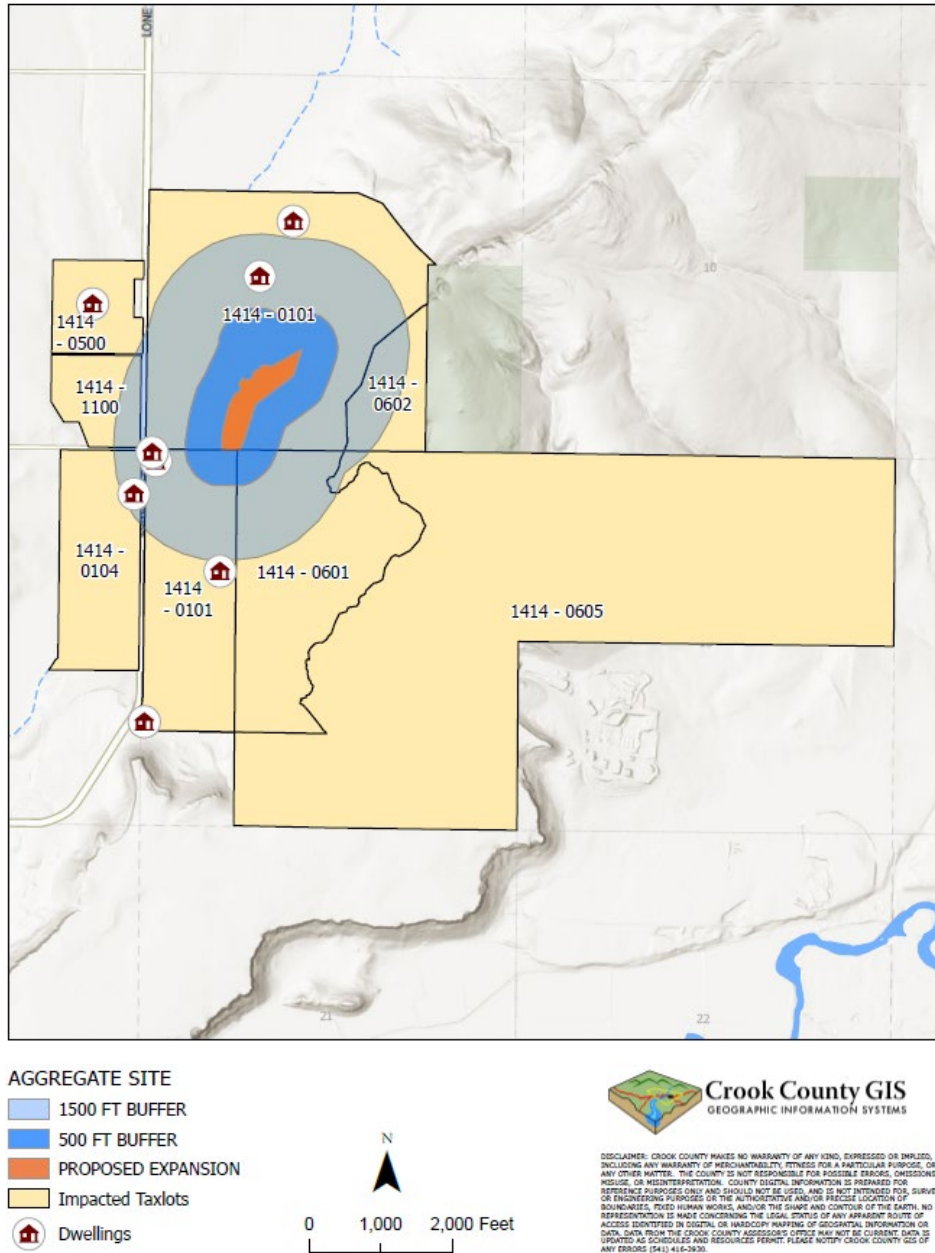 LONE
10
1414 - 0101
1414
- 0500
1414 -
1100
1414 -
0602
1414 -
0104
1414
- 0101
1414 - 0601
1414 - 0605
21
22
AGGREGATE SITE
1500 FT BUFFER
500 FT BUFFER
PROPOSED EXPANSION
Impacted Taxlots
Dwellings
N
0 1,000 2,000 Feet
Crook County GIS
GEOGRAPHIC INFORMATION SYSTEMS
DISCLAIMER: CROOK COUNTY MAKES NO WARRANTY OF ANY KIND, EXPRESSED OR IMPLIED,
INCLUDING ANY WARRANTY OF MERCHANTABILITY, FITNESS FOR A PARTICULAR PURPOSE, OR
ANY OTHER MATTER. THE COUNTY IS NOT RESPONSIBLE FOR POSSIBLE ERRORS, OMISSIONS,
MISUSE, OR MISINTERPRETATION. COUNTY DIGITAL INFORMATION IS PREPARED FOR
REFERENCE PURPOSES ONLY AND SHOULD NOT BE USED, AND IS NOT INTENDED FOR, SURVEY
OR ENGINEERING PURPOSES OR THE AUTHORITATIVE AND/OR PRECISE LOCATION OF
BOUNDARIES, FIXED HUMAN WORKS, AND/OR THE SHAPE AND CONTOUR OF THE EARTH. NO
REPRESENTATION IS MADE CONCERNING THE LEGAL STATUS OF ANY APPARENT ROUTE OF
ACCESS IDENTIFIED IN DIGITAL OR HARDCOPY MAPPING OF GEOSPATIAL INFORMATION OR
DATA. DATA FROM THE CROOK COUNTY ASSESSOR'S OFFICE MAY NOT BE CURRENT. DATA IS
UPDATED AS SCHEDULES AND RESOURCES PERMIT. PLEASE NOTIFY CROOK COUNTY GIS OF
ANY ERRORS (541) 416-3930.